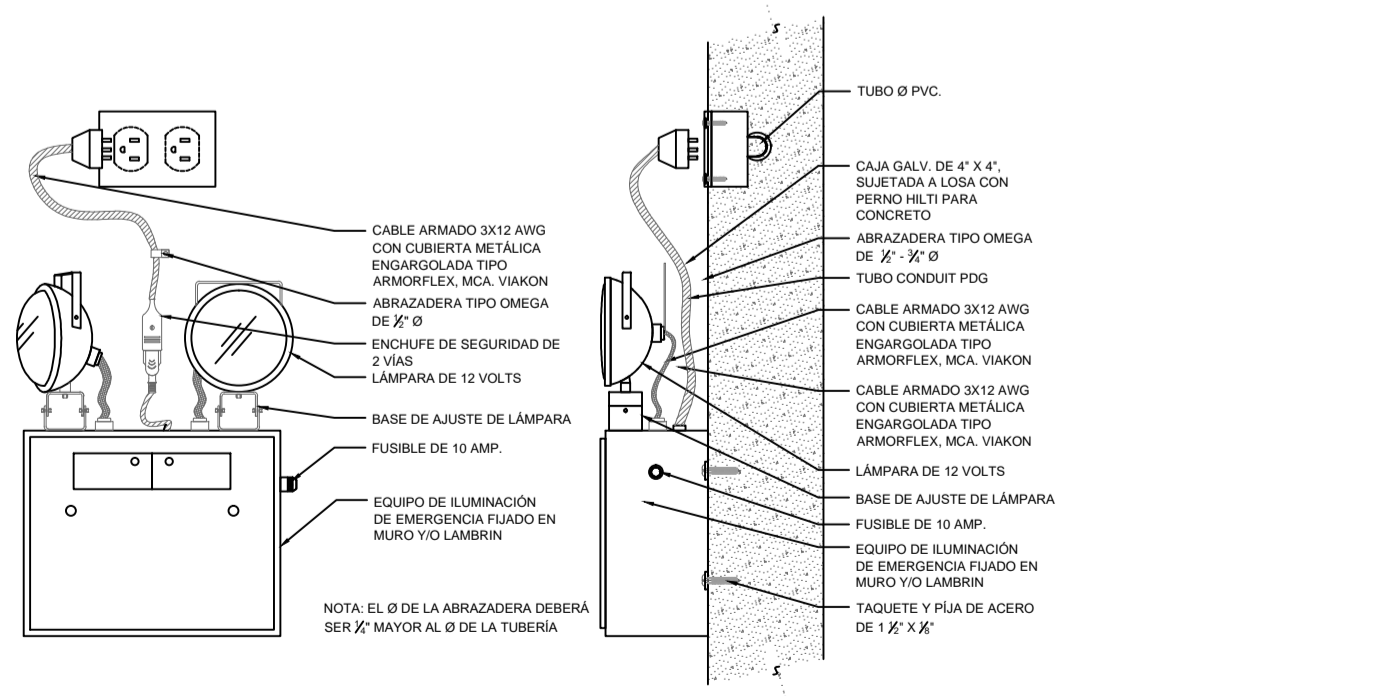 CABLE ARMADO 3X12 AWG
CON CUBIERTA METÁLICA
ENGARGOLADA TIPO
ARMORFLEX, MCA. VIAKON
ABRAZADERA TIPO OMEGA
DE ½" Ø
ENCHUFE DE SEGURIDAD DE
2 VÍAS
LÁMPARA DE 12 VOLTS
BASE DE AJUSTE DE LÁMPARA
FUSIBLE DE 10 AMP.
EQUIPO DE ILUMINACIÓN
DE EMERGENCIA FIJADO EN
MURO Y/O LAMBRIN
NOTA: EL Ø DE LA ABRAZADERA DEBERÁ
SER ¼" MAYOR AL Ø DE LA TUBERÍA
TUBO Ø PVC.
CAJA GALV. DE 4" X 4",
SUJETADA A LOSA CON
PERNO HILTI PARA
CONCRETO
ABRAZADERA TIPO OMEGA
DE ½" - ¾" Ø
TUBO CONDUIT PDG
CABLE ARMADO 3X12 AWG
CON CUBIERTA METÁLICA
ENGARGOLADA TIPO
ARMORFLEX, MCA. VIAKON
CABLE ARMADO 3X12 AWG
CON CUBIERTA METÁLICA
ENGARGOLADA TIPO
ARMORFLEX, MCA. VIAKON
LÁMPARA DE 12 VOLTS
BASE DE AJUSTE DE LÁMPARA
FUSIBLE DE 10 AMP.
EQUIPO DE ILUMINACIÓN
DE EMERGENCIA FIJADO EN
MURO Y/O LAMBRIN
TAQUETE Y PÍJA DE ACERO
DE 1 ½" X ⅛"